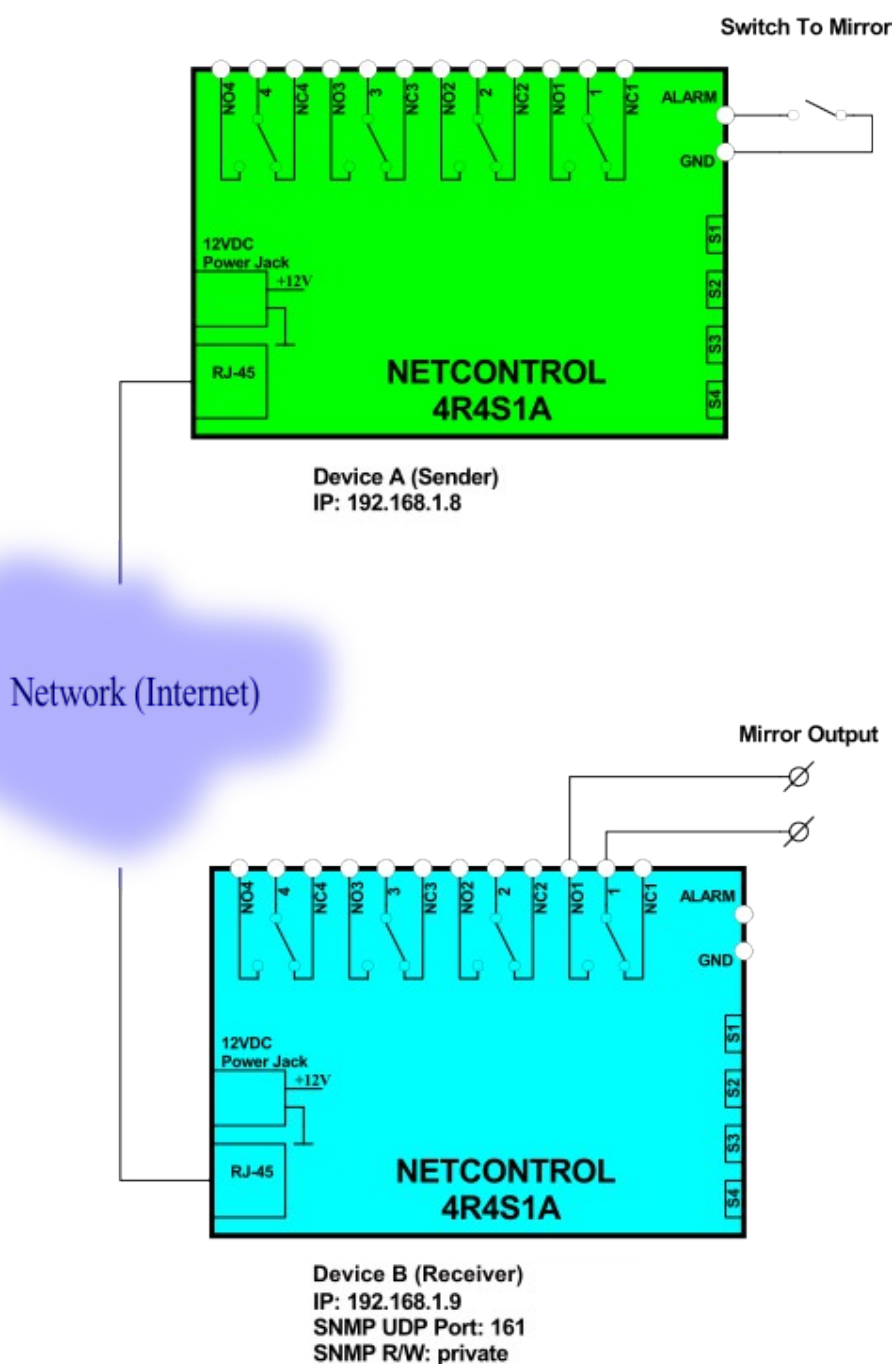 Switch To Mirror
NO4 4 NC4 NO3 3 NC3 NO2 2 NC2 NO1 1 NC1
ALARM
GND
S1
S2
S3
S4
12VDC
Power Jack
+12V
RJ-45
NETCONTROL
4R4S1A
Device A (Sender)
IP: 192.168.1.8
Network (Internet)
Mirror Output
NO4 4 NC4 NO3 3 NC3 NO2 2 NC2 NO1 1 NC1
ALARM
GND
S1
S2
S3
S4
12VDC
Power Jack
+12V
RJ-45
NETCONTROL
4R4S1A
Device B (Receiver)
IP: 192.168.1.9
SNMP UDP Port: 161
SNMP R/W: private